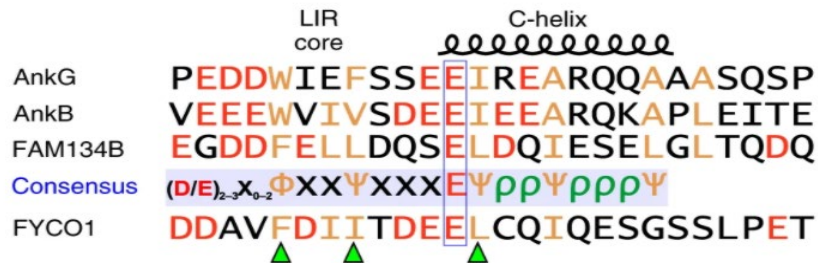 LIR
core
C-helix
AnkG PEDDWIEFSSEEIREARQQAAASQSP
AnkB VEEEWVIVSDEEIEEARQKAPLEITE
FAM134B EGDDFELLDQSELDQIESELGLTQDQ
Consensus (D/E)₂₋₃X₀₋₂ΦXXΨXXXEΨρρΨρρρΨ
FYCO1 DDAVFDIITDEELCQIQESGSSLPET